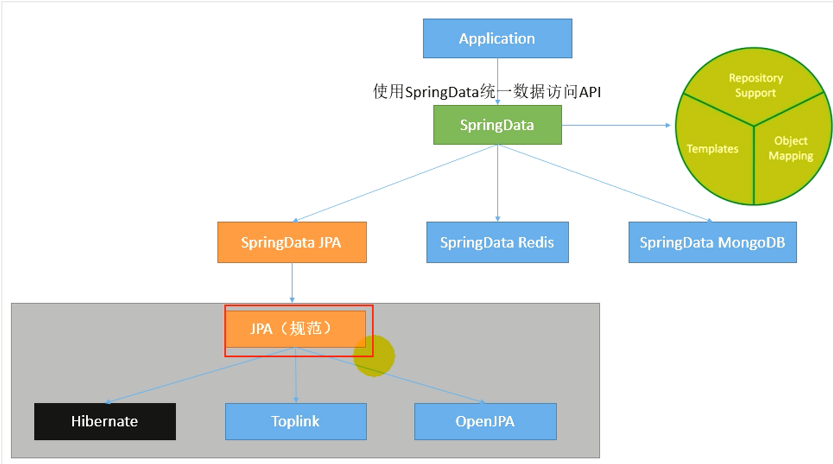 Application
使用SpringData统一数据访问API
SpringData
Repository
Support
Templates
Object
Mapping
SpringData JPA
SpringData Redis
SpringData MongoDB
JPA（规范）
Hibernate
Toplink
OpenJPA